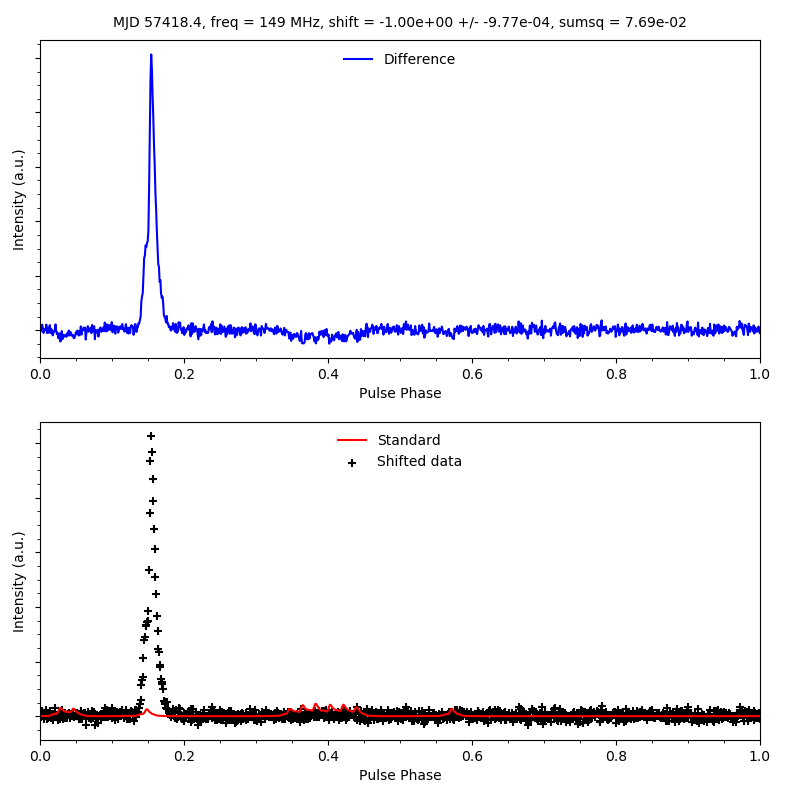 MJD 57418.4, freq = 149 MHz, shift = -1.00e+00 +/- -9.77e-04, sumsq = 7.69e-02
Difference
Intensity (a.u.)
0.0 0.2 0.4 0.6 0.8 1.0
Pulse Phase
Standard
Shifted data
Intensity (a.u.)
0.0 0.2 0.4 0.6 0.8 1.0
Pulse Phase